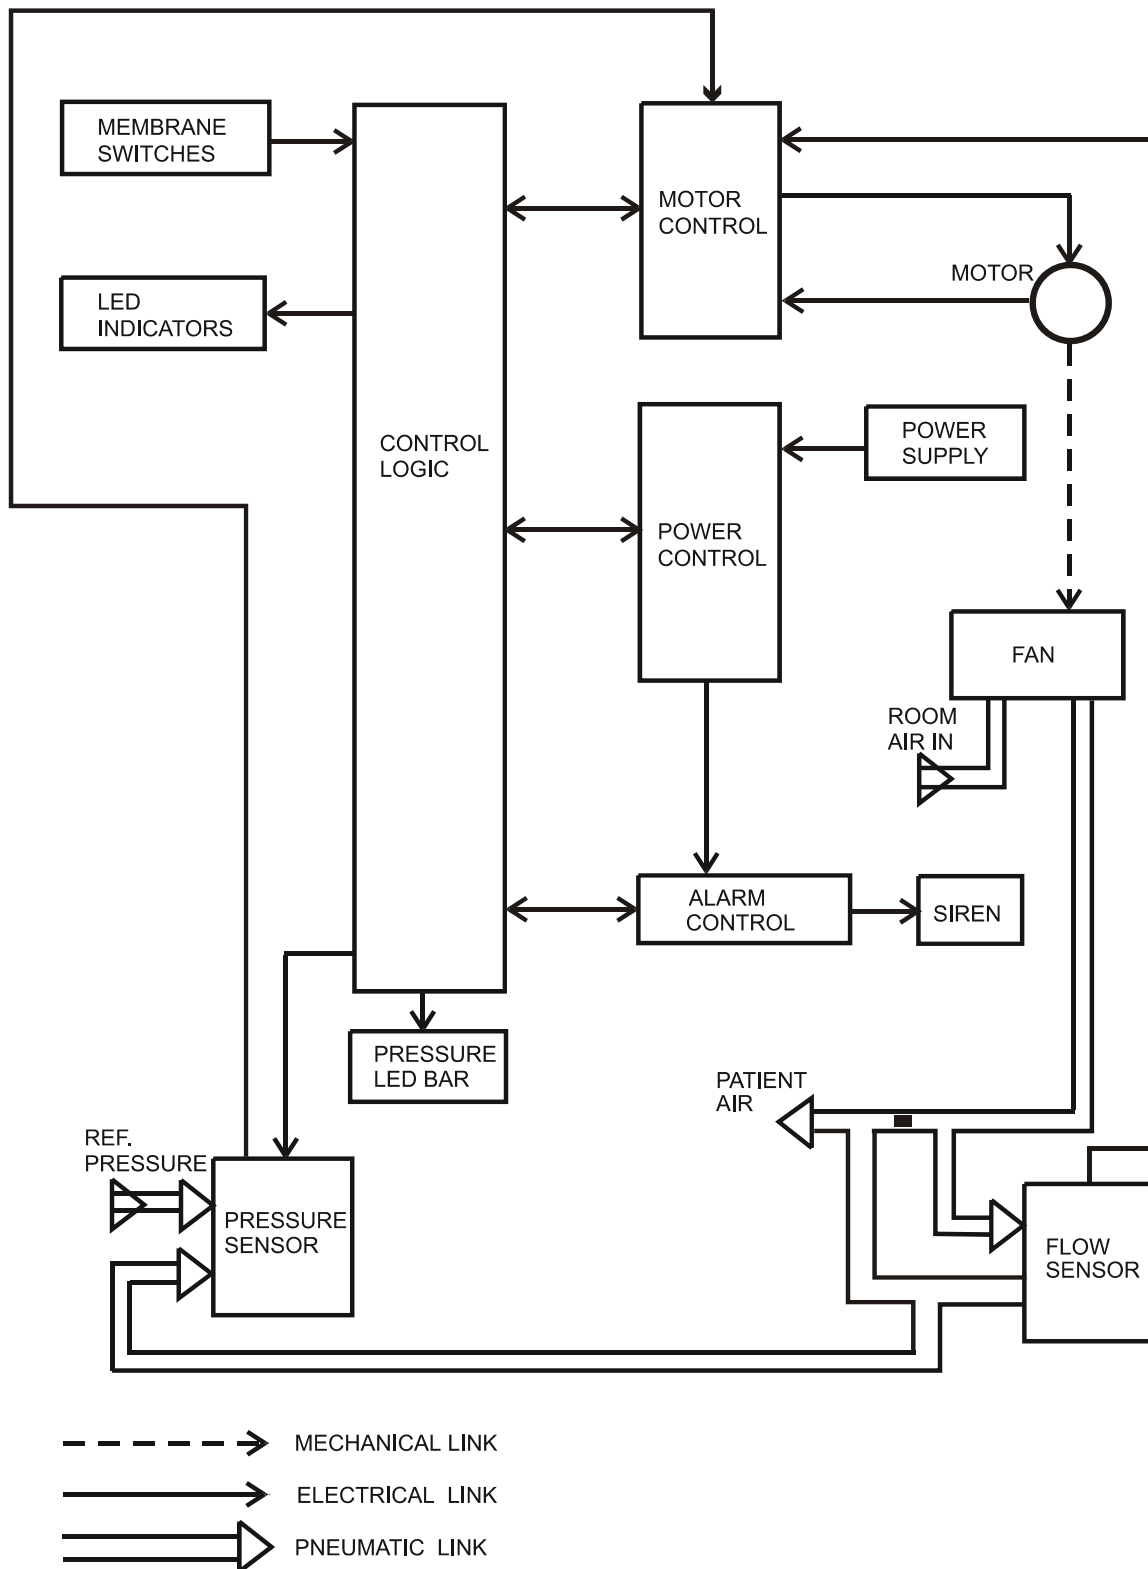 MEMBRANE
SWITCHES
LED
INDICATORS
CONTROL
LOGIC
MOTOR
CONTROL
MOTOR
POWER
SUPPLY
POWER
CONTROL
FAN
ROOM
AIR IN
ALARM
CONTROL
SIREN
PRESSURE
LED BAR
PATIENT
AIR
REF.
PRESSURE
PRESSURE
SENSOR
FLOW
SENSOR
MECHANICAL LINK
ELECTRICAL LINK
PNEUMATIC LINK